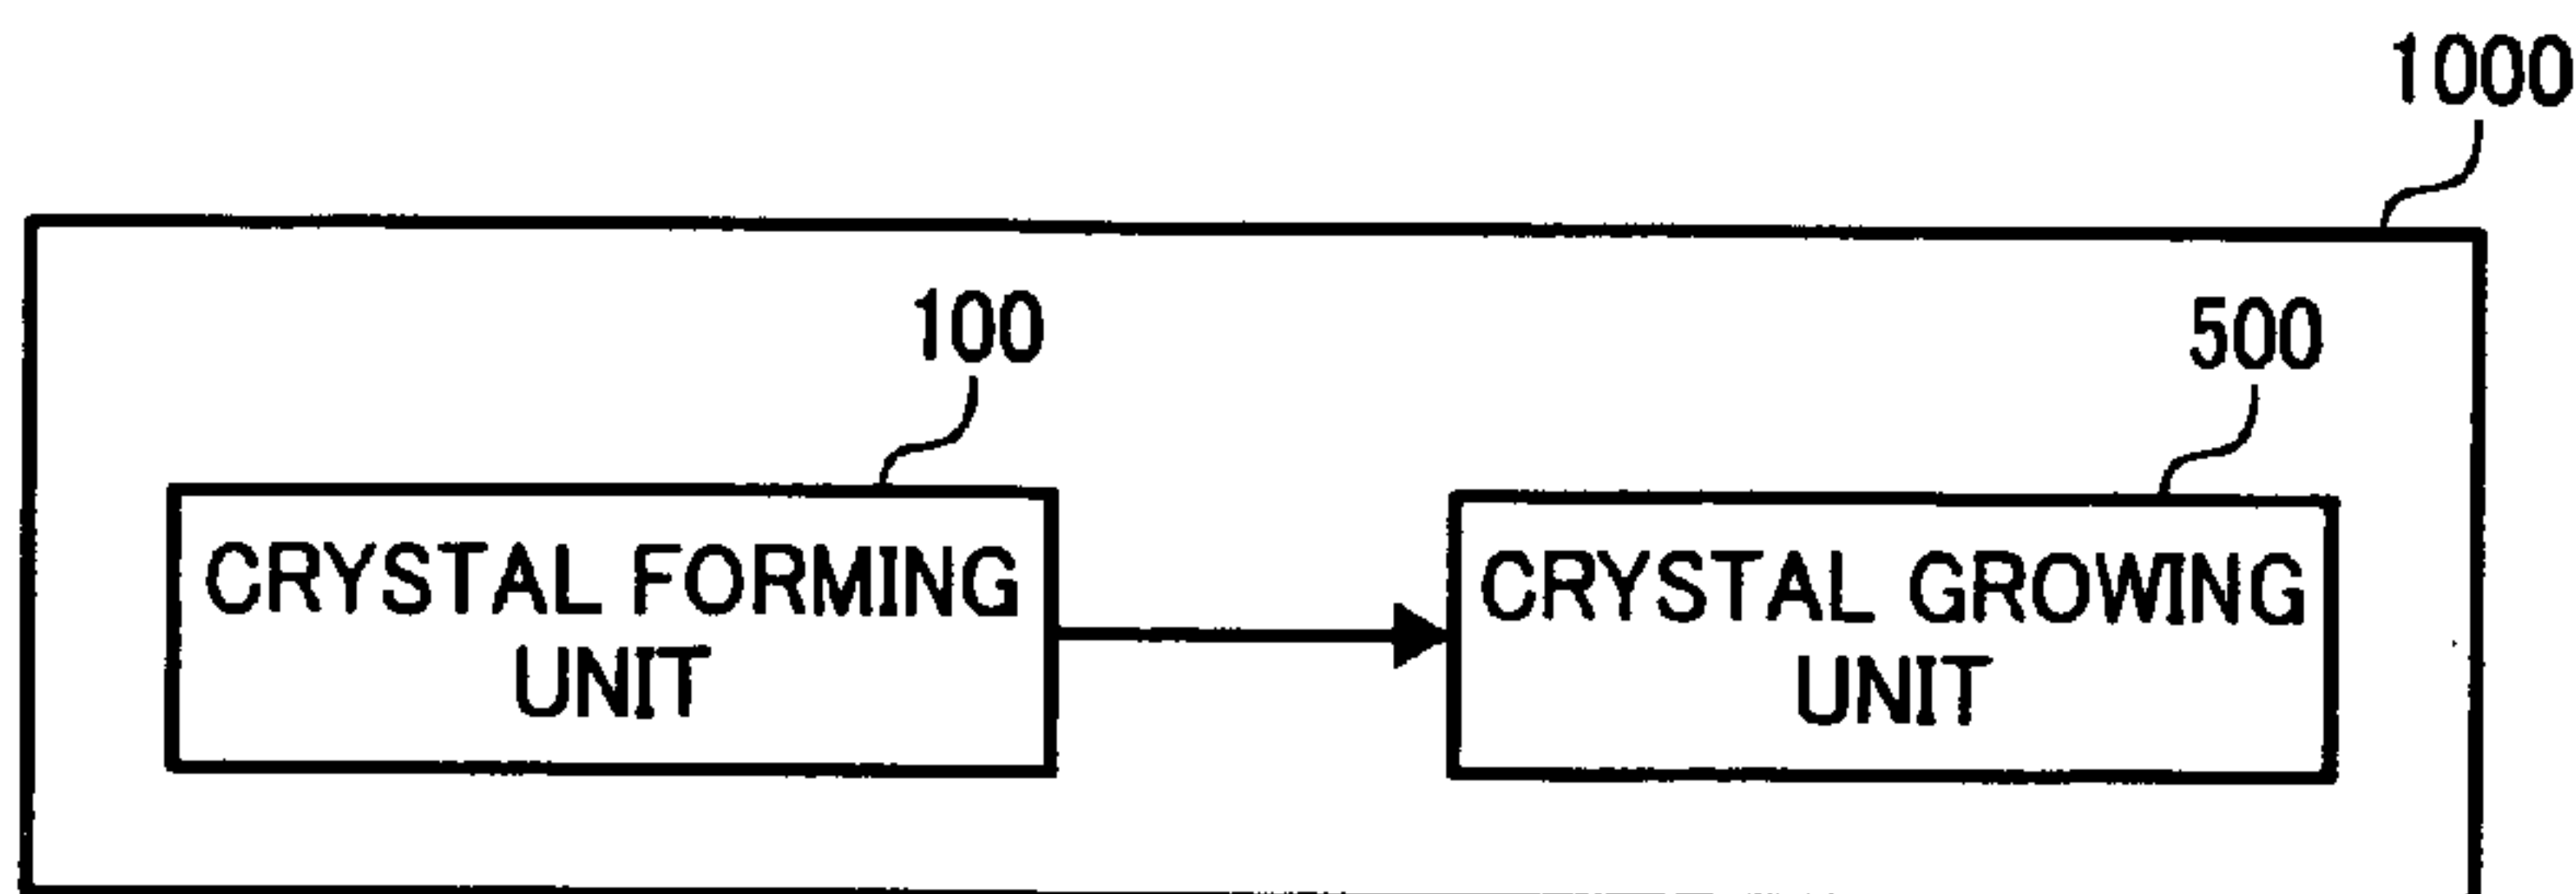 1000
100
500
CRYSTAL FORMING
UNIT
CRYSTAL GROWING
UNIT